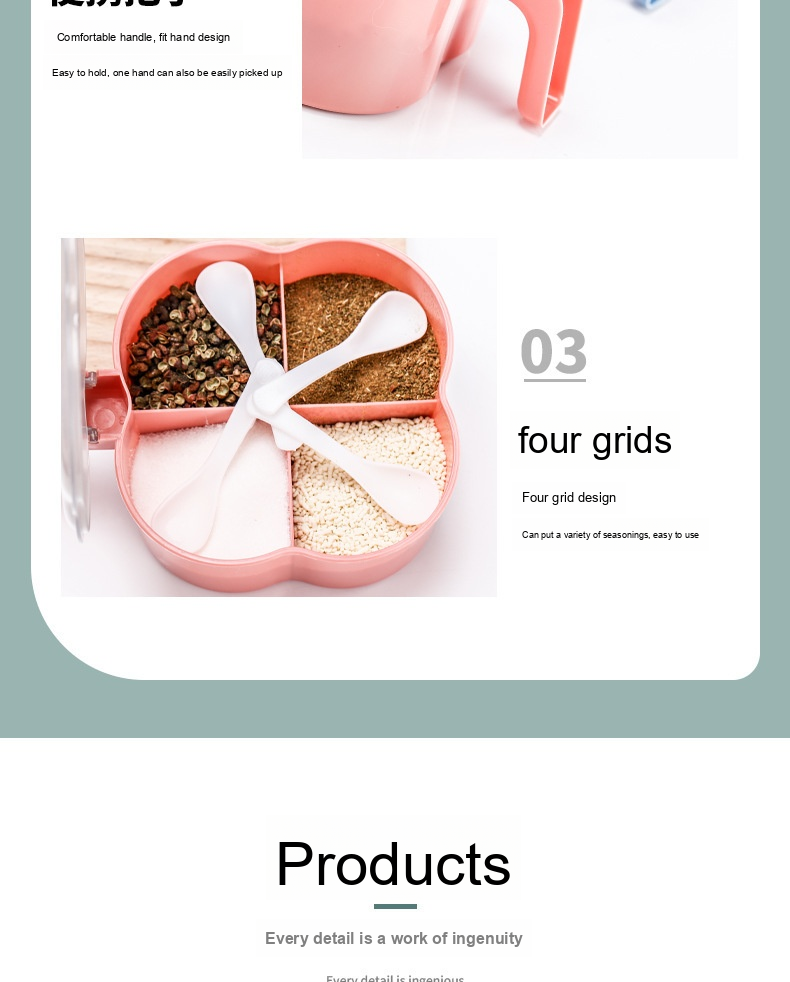 Comfortable handle, fit hand design
Easy to hold, one hand can also be easily picked up
03
four grids
Four grid design
Can put a variety of seasonings, easy to use
Products
Every detail is a work of ingenuity
Every detail is ingenious